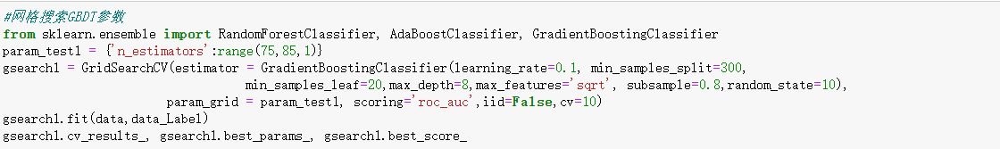 #网格搜索GBDT参数
from sklearn.ensemble import RandomForestClassifier, AdaBoostClassifier, GradientBoostingClassifier
param_test1 = {'n_estimators':range(75,85,1)}
gsearch1 = GridSearchCV(estimator = GradientBoostingClassifier(learning_rate=0.1, min_samples_split=300,
min_samples_leaf=20,max_depth=8,max_features='sqrt', subsample=0.8,random_state=10),
param_grid = param_test1, scoring='roc_auc',iid=False,cv=10)
gsearch1.fit(data,data_Label)
gsearch1.cv_results_, gsearch1.best_params_, gsearch1.best_score_